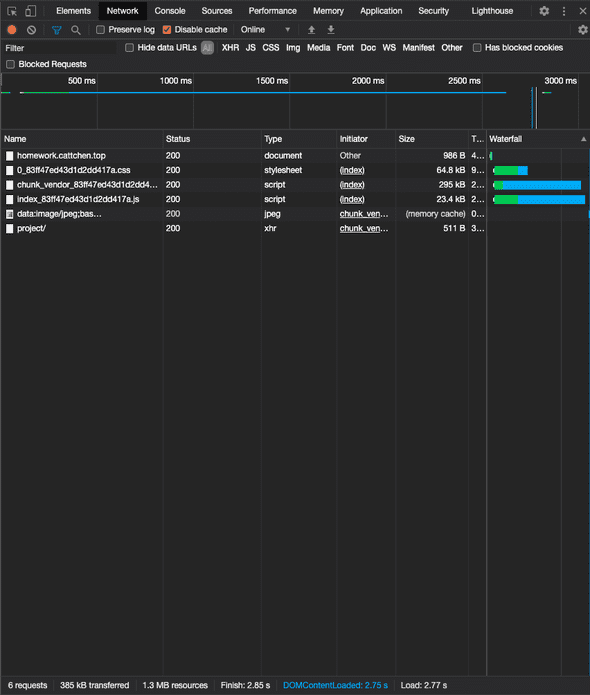 Elements Network Console Sources Performance Memory Application Security Lighthouse
Preserve log Disable cache Online
Filter Hide data URLs All XHR JS CSS Img Media Font Doc WS Manifest Other Has blocked cookies
Blocked Requests
500 ms 1000 ms 1500 ms 2000 ms 2500 ms 3000 ms
Name Status Type Initiator Size T... Waterfall
homework.cattchen.top 200 document Other 986 B 4...
0_83ff47ed43d1d2dd417a.css 200 stylesheet (index) 64.8 kB 9...
chunk_vendor_83ff47ed43d1d2dd4... 200 script (index) 295 kB 2...
index_83ff47ed43d1d2dd417a.js 200 script (index) 23.4 kB 2...
data:image/jpeg;bas... 200 jpeg chunk_ven... (memory cache) 0...
project/ 200 xhr chunk_ven... 511 B 3...
6 requests 385 kB transferred 1.3 MB resources Finish: 2.85 s DOMContentLoaded: 2.75 s Load: 2.77 s